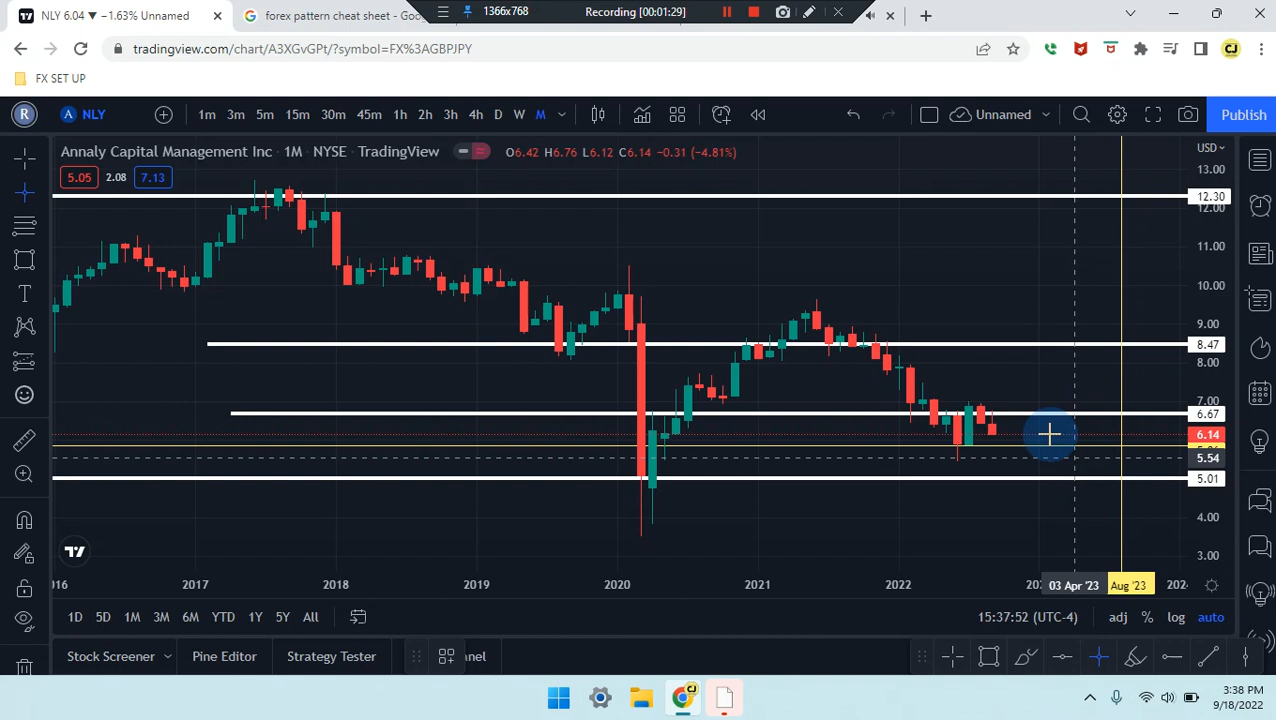 NLY 6.04 ▼ −1.63% Unnamed
forex pattern cheat sheet - Goo
1366x768
Recording [00:01:29]
tradingview.com/chart/A3XGvGPt/?symbol=FX%3AGBPJPY
CJ
FX SET UP
R
A NLY
1m 3m 5m 15m 30m 45m 1h 2h 3h 4h D W M
Unnamed
Publish
Annaly Capital Management Inc · 1M · NYSE · TradingView
O6.42 H6.76 L6.12 C6.14 −0.31 (−4.81%)
USD
5.05 2.08 7.13
13.00
12.30
12.00
11.00
10.00
9.00
8.47
8.00
7.00
6.67
6.14
5.54
5.01
4.00
3.00
2017 2018 2019 2020 2021 2022
03 Apr '23 Aug '23
1D 5D 1M 3M 6M YTD 1Y 5Y All
15:37:52 (UTC-4) adj % log auto
Stock Screener Pine Editor Strategy Tester
nel
CJ
3:38 PM
9/18/2022